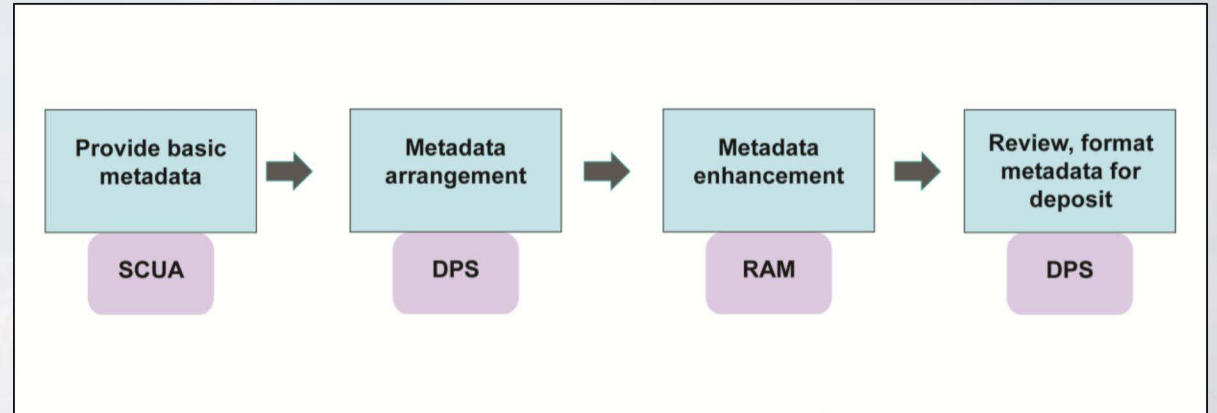 Provide basic
metadata
SCUA
Metadata
arrangement
DPS
Metadata
enhancement
RAM
Review, format
metadata for
deposit
DPS